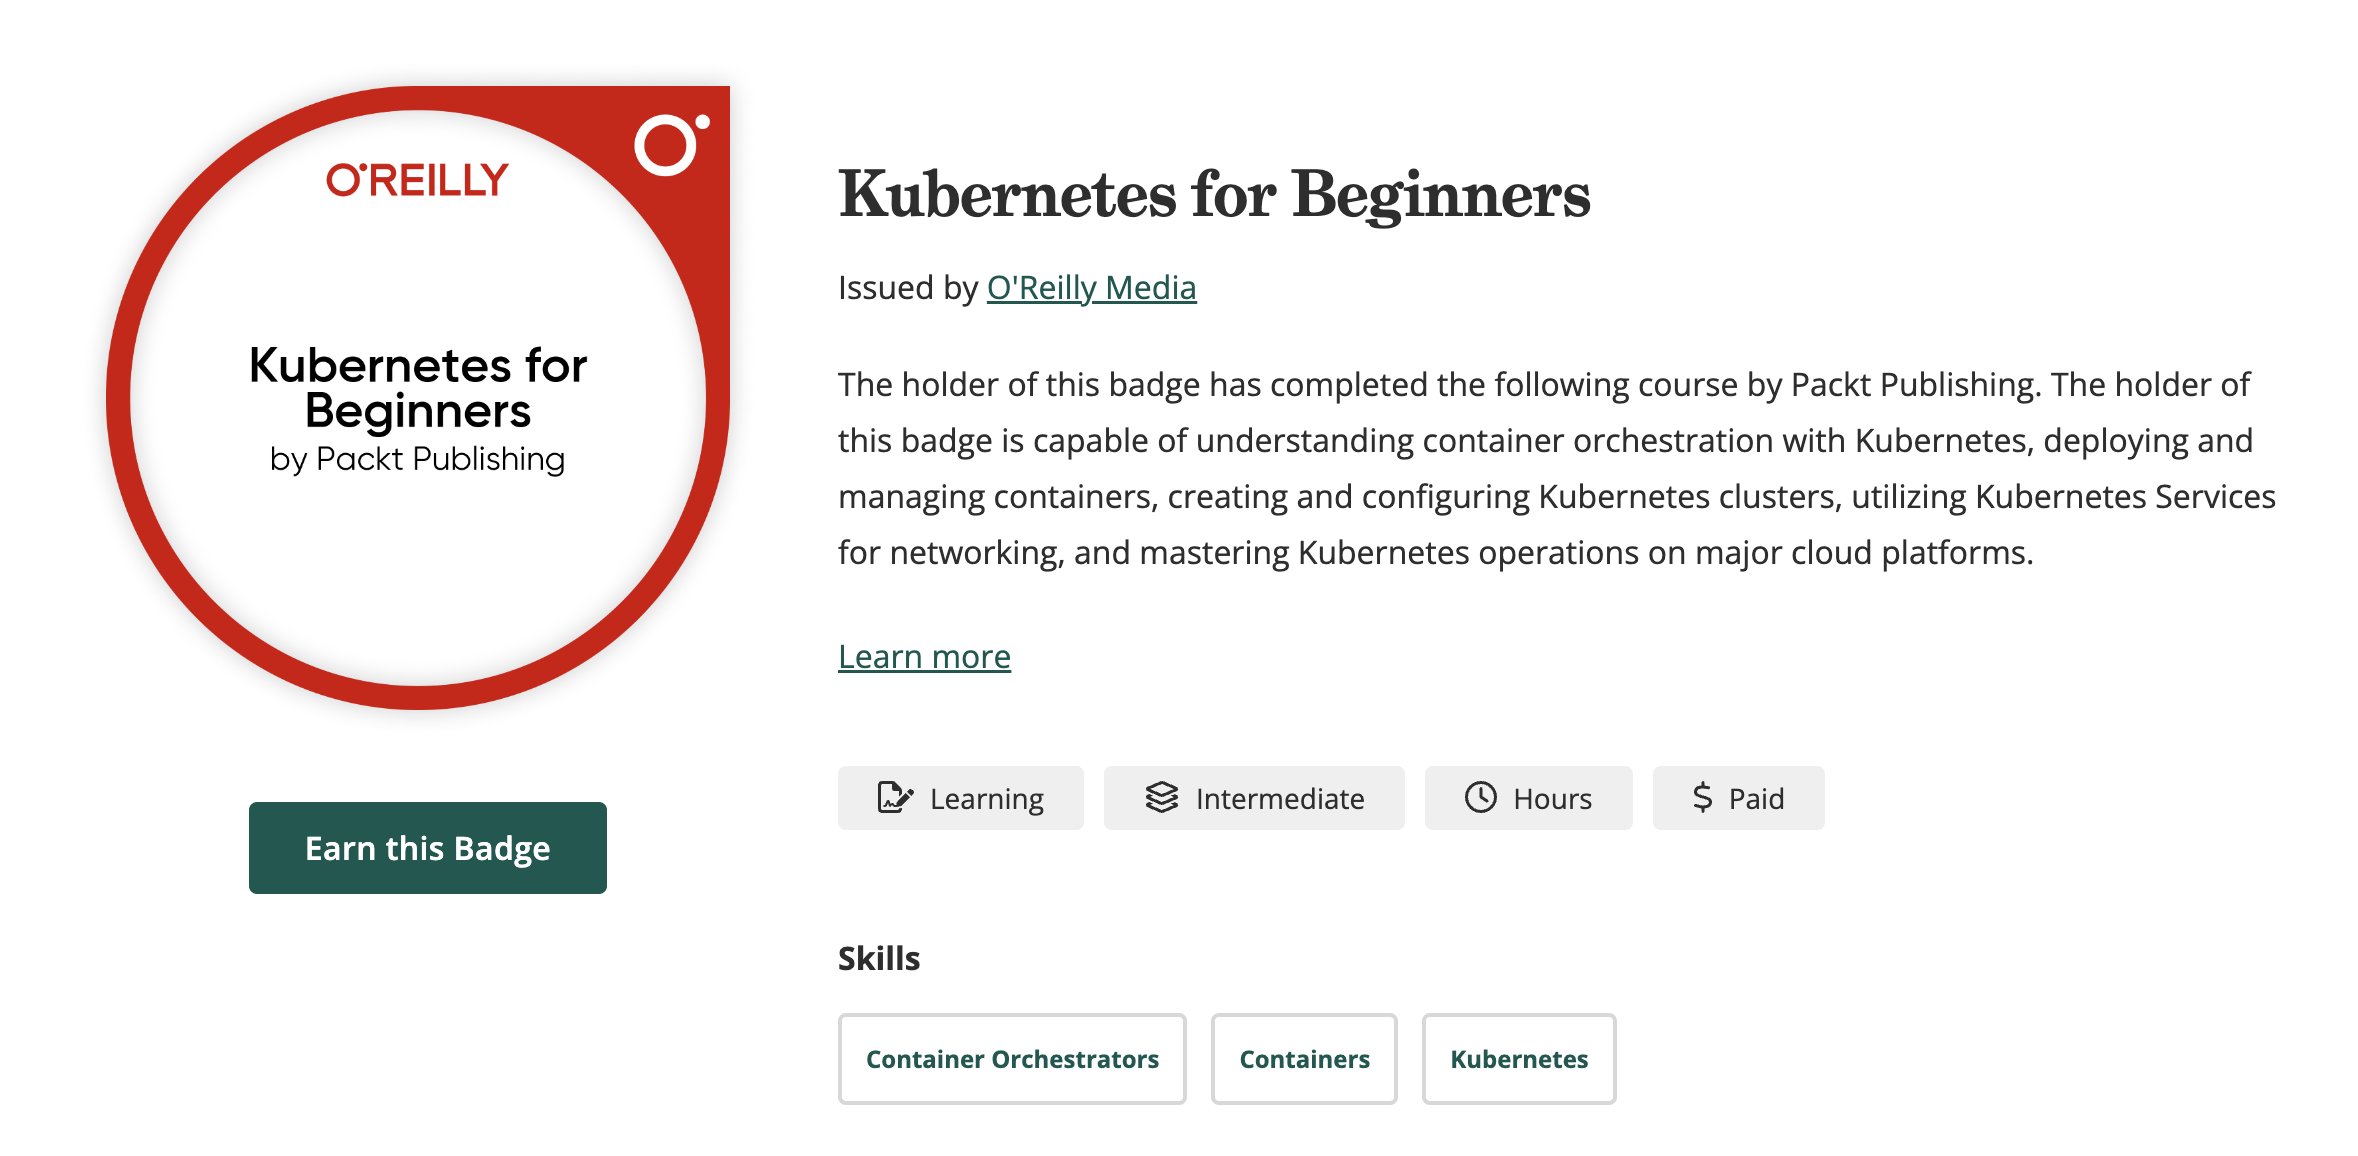 O'REILLY
Kubernetes for
Beginners
by Packt Publishing
Earn this Badge
Kubernetes for Beginners
Issued by O'Reilly Media
The holder of this badge has completed the following course by Packt Publishing. The holder of
this badge is capable of understanding container orchestration with Kubernetes, deploying and
managing containers, creating and configuring Kubernetes clusters, utilizing Kubernetes Services
for networking, and mastering Kubernetes operations on major cloud platforms.
Learn more
Learning Intermediate Hours $ Paid
Skills
Container Orchestrators Containers Kubernetes